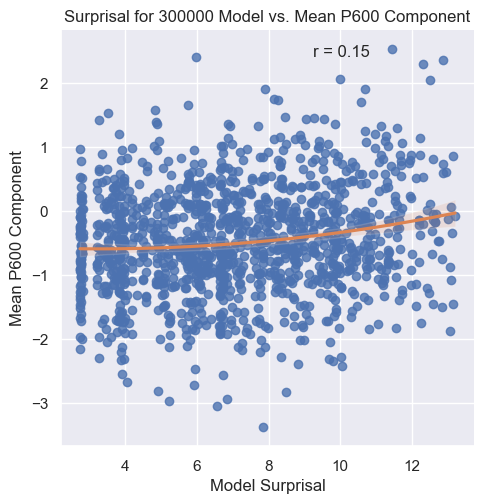 Surprisal for 300000 Model vs. Mean P600 Component
r = 0.15
2
1
0
−1
−2
−3
Mean P600 Component
4 6 8 10 12
Model Surprisal